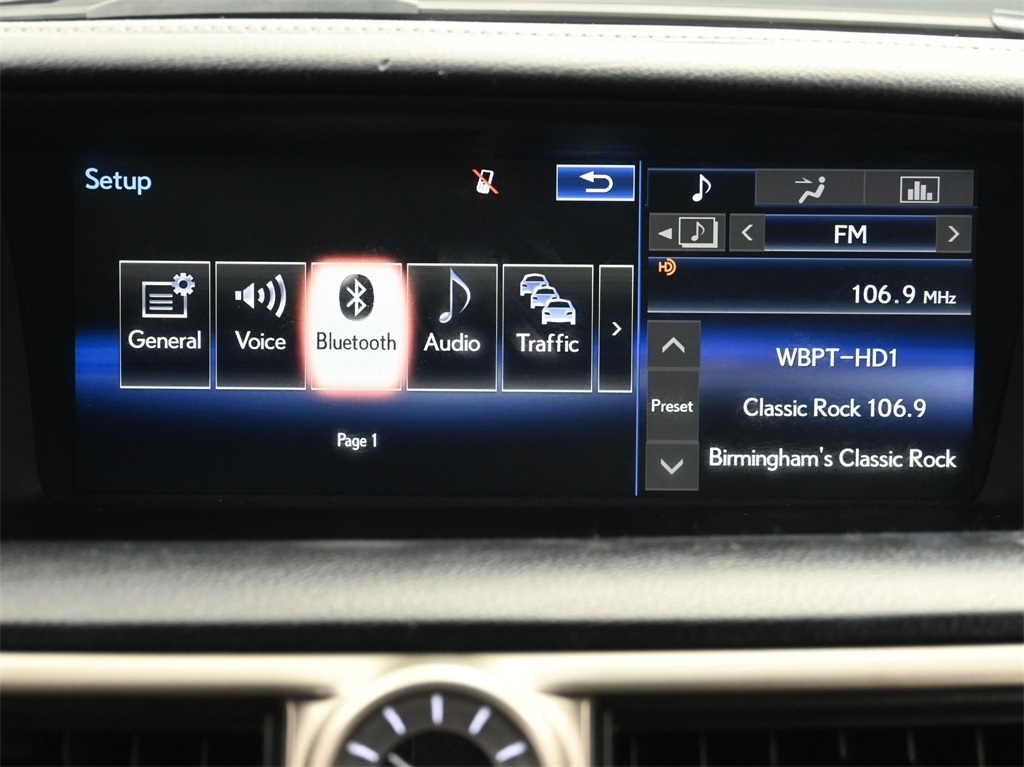 Setup
FM
HD
106.9 MHz
General
Voice
Bluetooth
Audio
Traffic
WBPT-HD1
Preset
Classic Rock 106.9
Page 1
Birmingham's Classic Rock